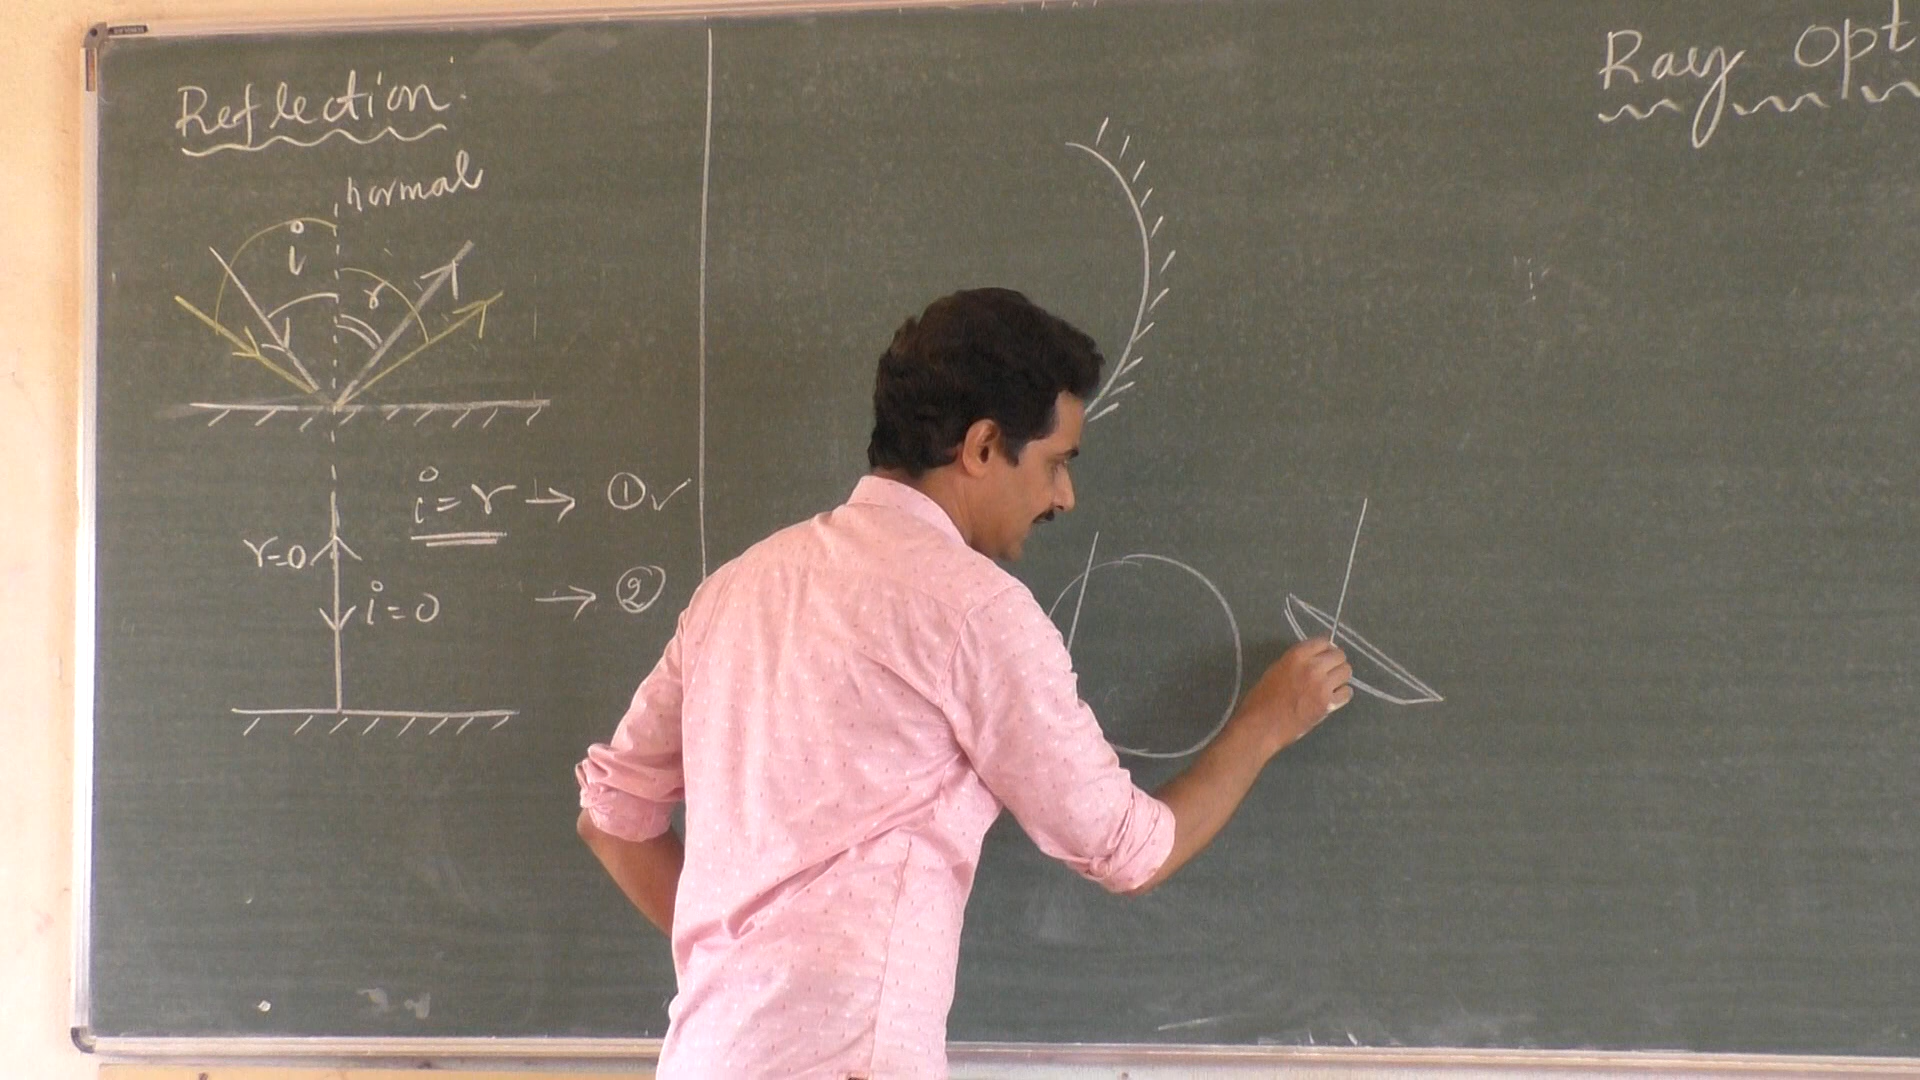 Reflection:
normal
i
r
i = r → ① ✓
r=0
i=0
→ ②
Ray Opt